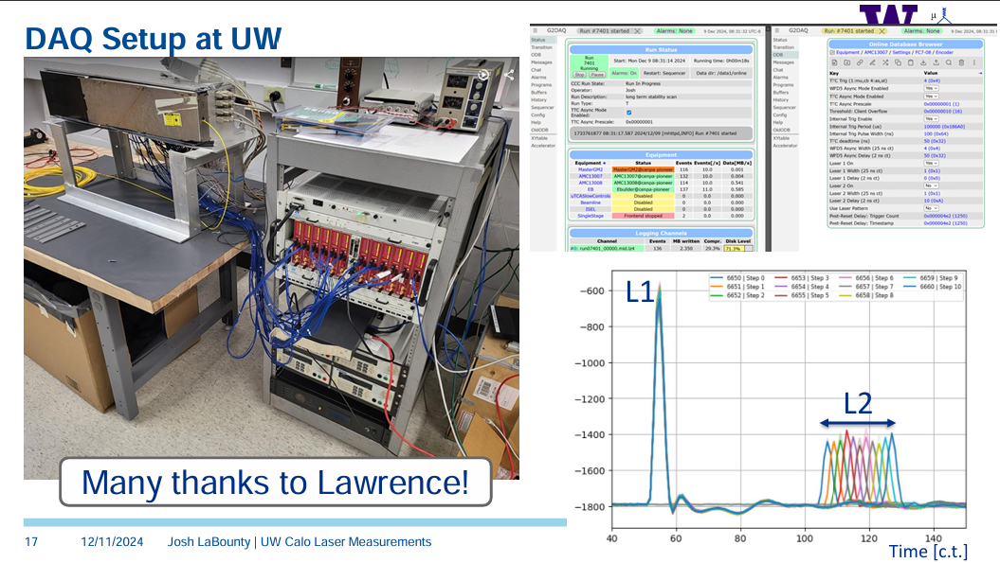 DAQ Setup at UW
W
μ
G2DAQ
Run #7401 started
Alarms: None
9 Dec 2024, 08:31:32 UTC-8
Status
Transition
ODB
Messages
Chat
Alarms
Programs
Buffers
History
Sequencer
Config
Help
OldODB
XYTable
Accelerator
Run Status
Run
7401
Running
Stop Pause
Start: Mon Dec 9 08:31:14 2024
Running time: 0h00m18s
Alarms: On
Restart: Sequencer
Data dir: /data1/online
CCC Run State: Run In Progress
Operator: Josh
Run Description: long term stability scan
Run Type: T
TTC Async Mode
Enabled:
TTC Async Prescale: 0x00000001
1733761877 08:31:17.587 2024/12/09 [mhttpd,INFO] Run #7401 started
Equipment
Equipment + Status Events Events[/s] Data[MB/s]
MasterGM2 MasterGM2@canpa-pioneer 116 10.0 0.001
AMC13007 AMC13007@canpa-pioneer 132 10.0 0.004
AMC13008 AMC13008@canpa-pioneer 114 10.0 0.541
EB Ebuilder@canpa-pioneer 137 11.0 0.585
uTCASlowControls Disabled 0 0.0 0.000
Beamline Disabled 0 0.0 0.000
ISEL Disabled 0 0.0 0.000
SingleStage Frontend stopped 2 0.0 0.000
Logging Channels
Channel Events MB written Compr. Disk Level
#0: run07401_00000.mid.lz4 136 2.350 29.3% 71.3%
G2DAQ
Run #7401 started
Alarms: None
9 Dec 2024, 08:31:31
Status
Transition
ODB
Messages
Chat
Alarms
Programs
Buffers
History
Sequencer
Config
Help
OldODB
XYTable
Accelerator
Online Database Browser
Equipment / AMC13007 / Settings / FC7-08 / Encoder
Key Value
TTC Trig (1:mu,ct 4:as,at) 4 (0x4)
WFD5 Async Mode Enabled Yes
TTC Async Mode Enabled Yes
TTC Async Prescale 0x00000001 (1)
Threshold: Client Overflow 0x00000010 (16)
Internal Trig Enable Yes
Internal Trig Period (us) 100000 (0x186A0)
Internal Trig Pulse Width (ns) 100 (0x64)
TTC deadtime (ns) 50 (0x32)
WFD5 Async Width (25 ns ct) 4 (0x4)
WFD5 Async Delay (2 ns ct) 50 (0x32)
Laser 1 On Yes
Laser 1 Width (25 ns ct) 1 (0x1)
Laser 1 Delay (2 ns ct) 0 (0x0)
Laser 2 On No
Laser 2 Width (25 ns ct) 1 (0x1)
Laser 2 Delay (2 ns ct) 10 (0xA)
Use Laser Pattern No
Post-Reset Delay: Trigger Count 0x000004e2 (1250)
Post-Reset Delay: Timestamp 0x000004e2 (1250)
6650 | Step 0
6651 | Step 1
6652 | Step 2
6653 | Step 3
6654 | Step 4
6655 | Step 5
6656 | Step 6
6657 | Step 7
6658 | Step 8
6659 | Step 9
6660 | Step 10
L1
L2
−600
−800
−1000
−1200
−1400
−1600
−1800
40 60 80 100 120 140
Time [c.t.]
Many thanks to Lawrence!
17 12/11/2024 Josh LaBounty | UW Calo Laser Measurements